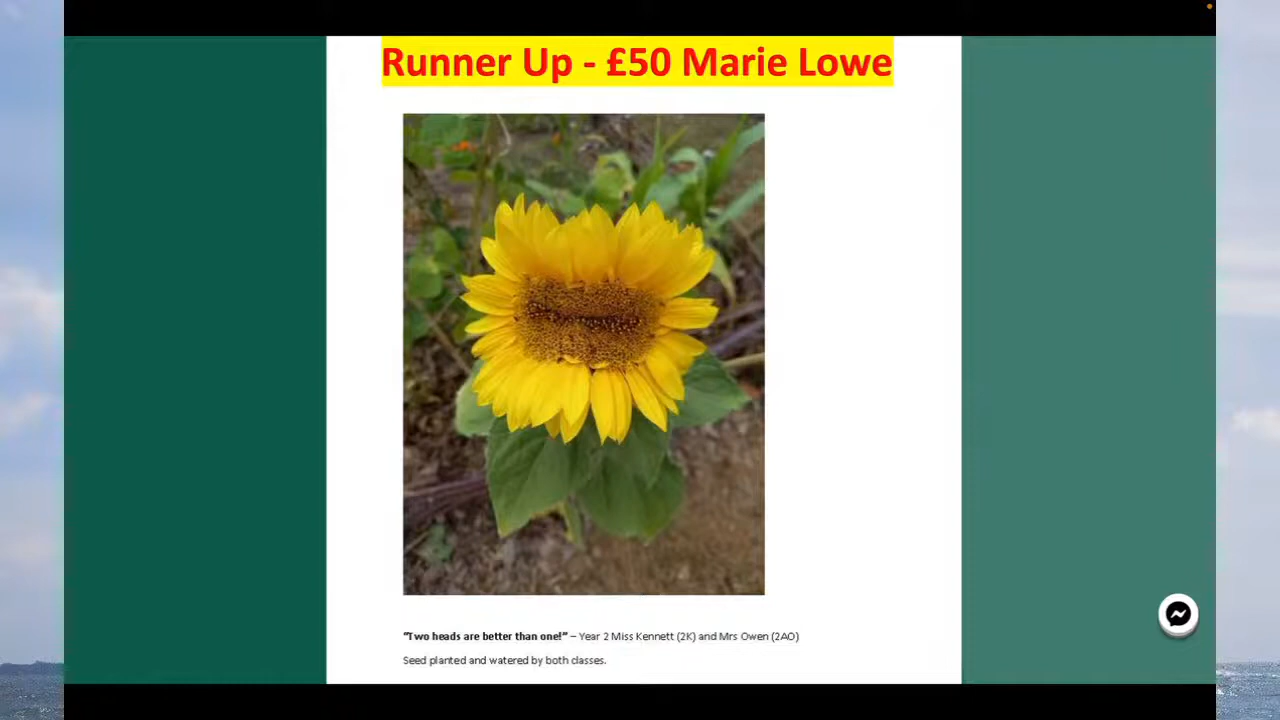 Runner Up - £50 Marie Lowe
"Two heads are better than one!" – Year 2 Miss Kennett (2K) and Mrs Owen (2AO)
Seed planted and watered by both classes.